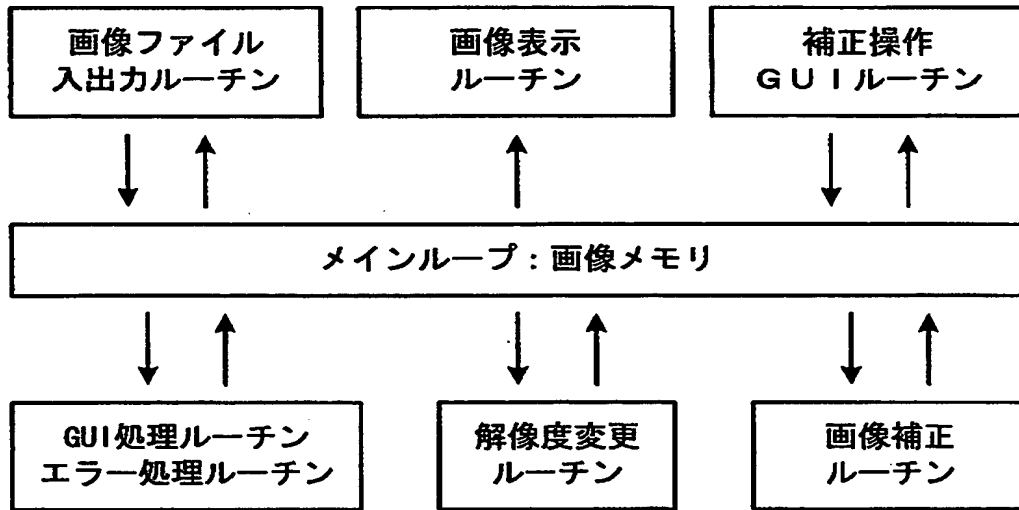 画像ファイル
入出力ルーチン
画像表示
ルーチン
補正操作
ＧＵＩルーチン
メインループ：画像メモリ
GUI処理ルーチン
エラー処理ルーチン
解像度変更
ルーチン
画像補正
ルーチン